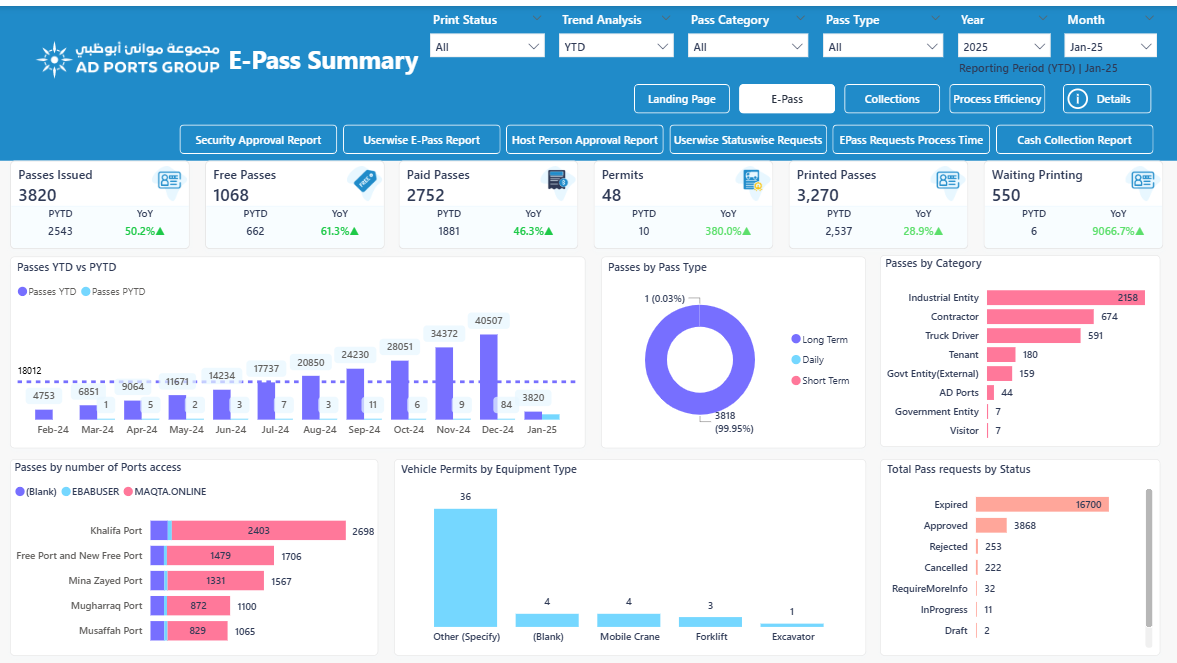 Print Status
Trend Analysis
Pass Category
Pass Type
Year
Month
مجموعة موانئ أبوظبي
AD PORTS GROUP
E-Pass Summary
All
YTD
All
All
2025
Jan-25
Reporting Period (YTD) | Jan-25
Landing Page
E-Pass
Collections
Process Efficiency
Details
Security Approval Report
Userwise E-Pass Report
Host Person Approval Report
Userwise Statuswise Requests
EPass Requests Process Time
Cash Collection Report
Passes Issued
3820
PYTD YoY
2543 50.2%▲
Free Passes
FREE
1068
PYTD YoY
662 61.3%▲
Paid Passes
2752
PYTD YoY
1881 46.3%▲
Permits
48
PYTD YoY
10 380.0%▲
Printed Passes
3,270
PYTD YoY
2,537 28.9%▲
Waiting Printing
550
PYTD YoY
6 9066.7%▲
Passes YTD vs PYTD
Passes YTD Passes PYTD
18012
4753 6851 9064 11671 14234 17737 20850 24230 28051 34372 40507 3820
1 5 2 3 7 3 11 6 9 84
Feb-24 Mar-24 Apr-24 May-24 Jun-24 Jul-24 Aug-24 Sep-24 Oct-24 Nov-24 Dec-24 Jan-25
Passes by Pass Type
1 (0.03%)
3818
(99.95%)
Long Term
Daily
Short Term
Passes by Category
Industrial Entity 2158
Contractor 674
Truck Driver 591
Tenant 180
Govt Entity(External) 159
AD Ports 44
Government Entity 7
Visitor 7
Passes by number of Ports access
(Blank) EBABUSER MAQTA.ONLINE
Khalifa Port 2403 2698
Free Port and New Free Port 1479 1706
Mina Zayed Port 1331 1567
Mugharraq Port 872 1100
Musaffah Port 829 1065
Vehicle Permits by Equipment Type
36 4 4 3 1
Other (Specify) (Blank) Mobile Crane Forklift Excavator
Total Pass requests by Status
Expired 16700
Approved 3868
Rejected 253
Cancelled 222
RequireMoreInfo 32
InProgress 11
Draft 2